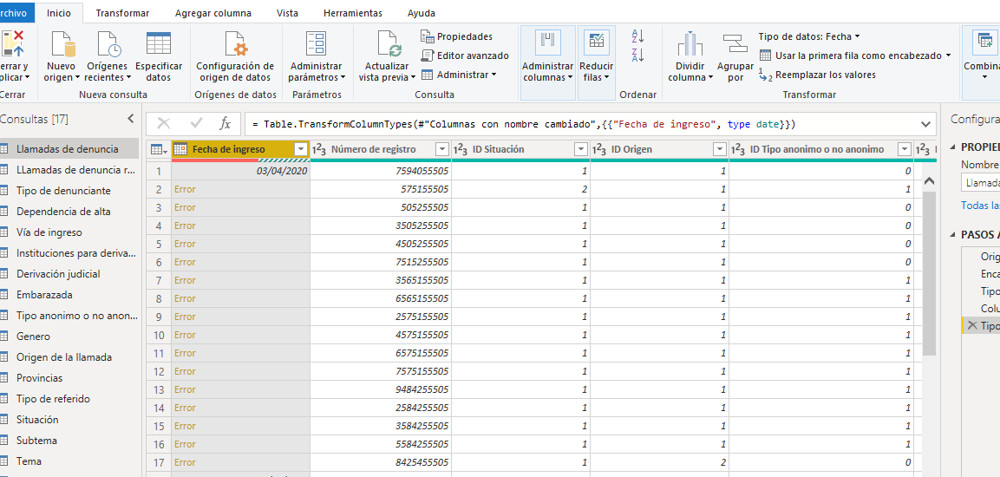 rchivo Inicio Transformar Agregar columna Vista Herramientas Ayuda
errar y plicar Nuevo origen Orígenes recientes Especificar datos Configuración de origen de datos Administrar parámetros Actualizar vista previa Propiedades Editor avanzado Administrar Administrar columnas Reducir filas Dividir columna Agrupar por Tipo de datos: Fecha Usar la primera fila como encabezado Reemplazar los valores Combina
Cerrar Nueva consulta Orígenes de datos Parámetros Consulta Ordenar Transformar
Consultas [17]
= Table.TransformColumnTypes(#"Columnas con nombre cambiado",{{"Fecha de ingreso", type date}})
Configura
Llamadas de denuncia
LLamadas de denuncia r...
Tipo de denunciante
Dependencia de alta
Vía de ingreso
Instituciones para deriva...
Derivación judicial
Embarazada
Tipo anonimo o no anon...
Genero
Origen de la llamada
Provincias
Tipo de referido
Situación
Subtema
Tema
Fecha de ingreso 123 Número de registro 123 ID Situación 123 ID Origen 123 ID Tipo anonimo o no anonimo 123
1 03/04/2020 7594055505 1 1 0
2 Error 575155505 2 1 1
3 Error 505255505 1 1 0
4 Error 3505255505 1 1 0
5 Error 4505255505 1 1 0
6 Error 7515255505 1 1 0
7 Error 3565155505 1 1 1
8 Error 6565155505 1 1 1
9 Error 2575155505 1 1 1
10 Error 4575155505 1 1 1
11 Error 6575155505 1 1 1
12 Error 7575155505 1 1 1
13 Error 9484255505 1 1 1
14 Error 2584255505 1 1 1
15 Error 3584255505 1 1 1
16 Error 5584255505 1 1 1
17 Error 8425455505 1 2 0
PROPIED
Nombre
Llamada
Todas las
PASOS A
Orig
Enca
Tipo
Colu
Tipo